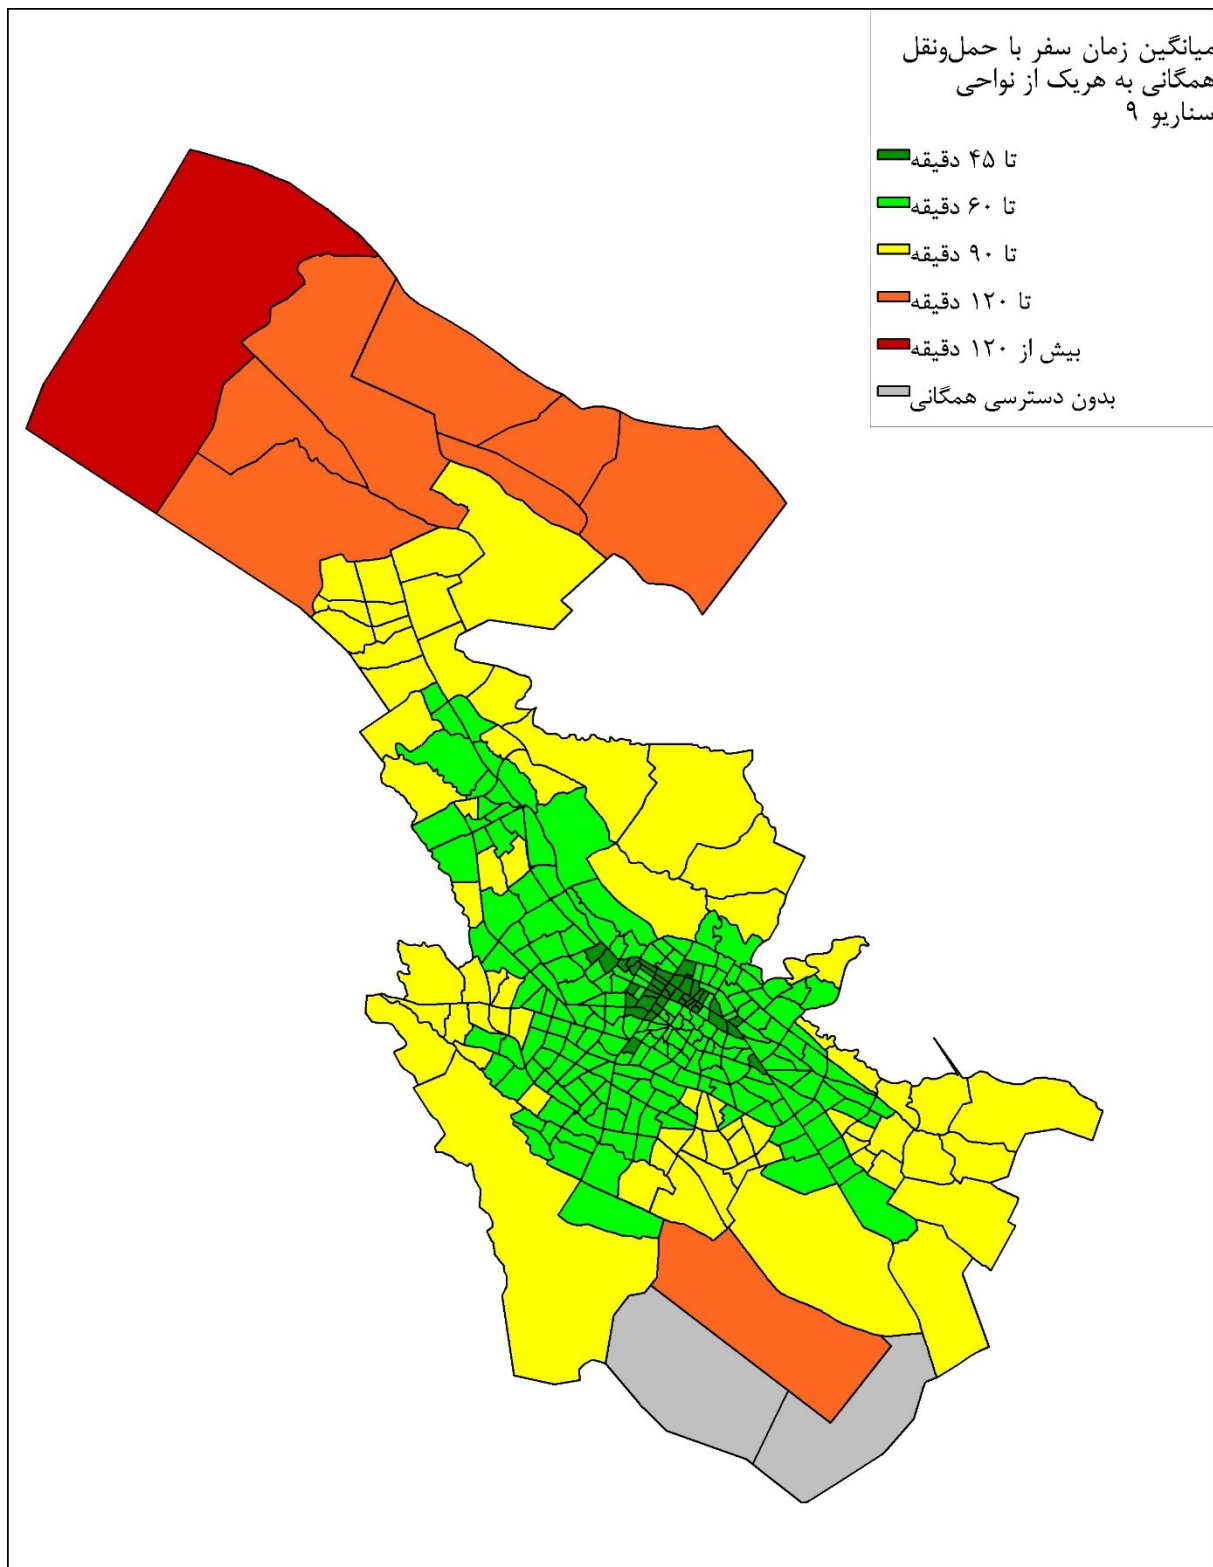 میانگین زمان سفر با حمل‌ونقل
همگانی به هریک از نواحی
سناریو ۹
تا ۴۵ دقیقه
تا ۶۰ دقیقه
تا ۹۰ دقیقه
تا ۱۲۰ دقیقه
بیش از ۱۲۰ دقیقه
بدون دسترسی همگانی